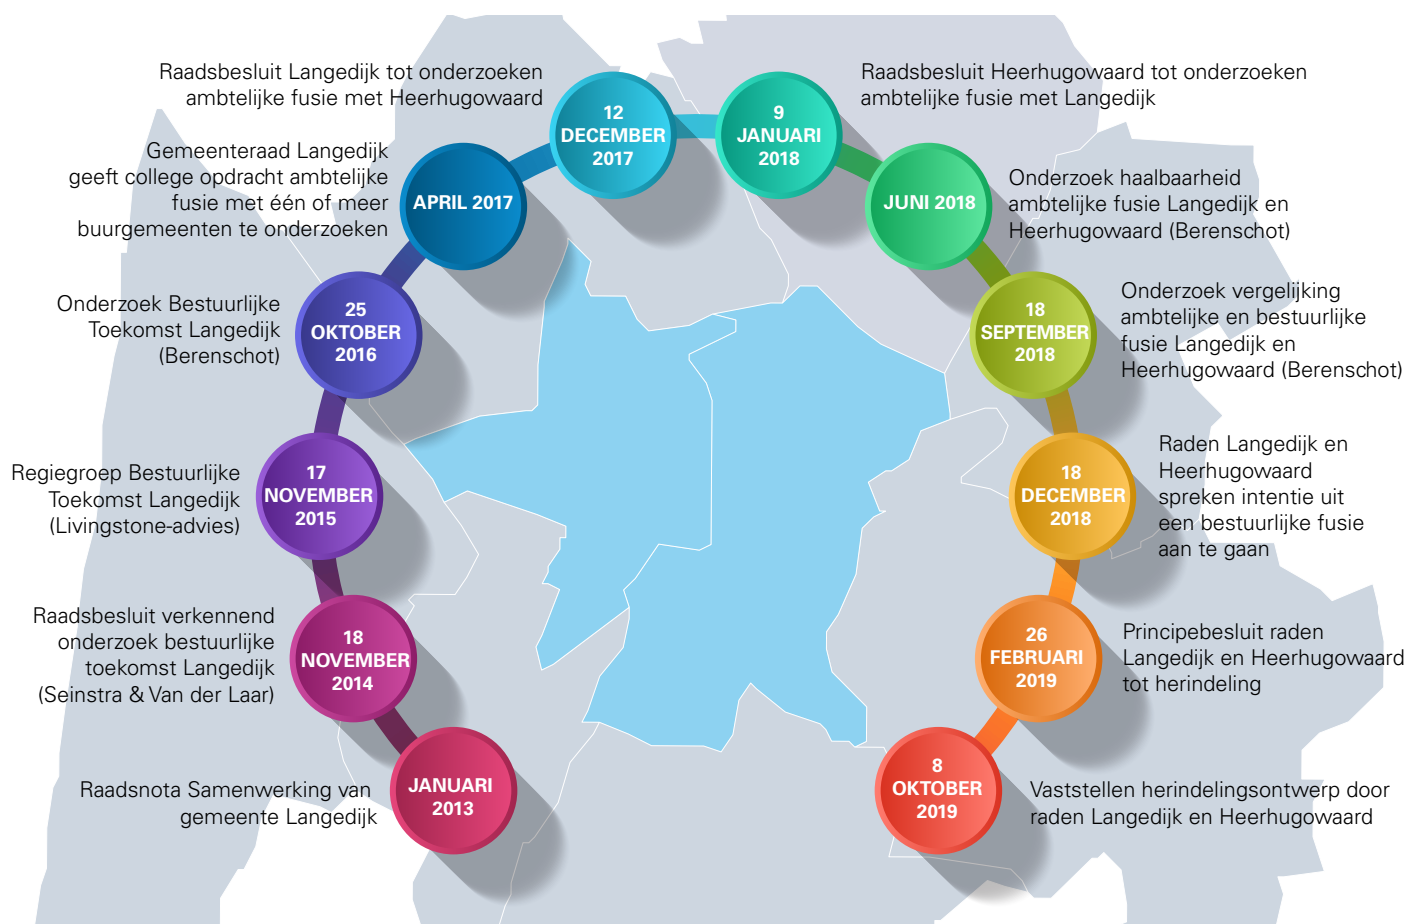 JANUARI
2013
Raadsnota Samenwerking van
gemeente Langedijk
18
NOVEMBER
2014
Raadsbesluit verkennend
onderzoek bestuurlijke
toekomst Langedijk
(Seinstra & Van der Laar)
17
NOVEMBER
2015
Regiegroep Bestuurlijke
Toekomst Langedijk
(Livingstone-advies)
25
OKTOBER
2016
Onderzoek Bestuurlijke
Toekomst Langedijk
(Berenschot)
APRIL 2017
Gemeenteraad Langedijk
geeft college opdracht ambtelijke
fusie met één of meer
buurgemeenten te onderzoeken
12
DECEMBER
2017
Raadsbesluit Langedijk tot onderzoeken
ambtelijke fusie met Heerhugowaard
9
JANUARI
2018
Raadsbesluit Heerhugowaard tot onderzoeken
ambtelijke fusie met Langedijk
JUNI 2018
Onderzoek haalbaarheid
ambtelijke fusie Langedijk en
Heerhugowaard (Berenschot)
18
SEPTEMBER
2018
Onderzoek vergelijking
ambtelijke en bestuurlijke
fusie Langedijk en
Heerhugowaard (Berenschot)
18
DECEMBER
2018
Raden Langedijk en
Heerhugowaard
spreken intentie uit
een bestuurlijke fusie
aan te gaan
26
FEBRUARI
2019
Principebesluit raden
Langedijk en Heerhugowaard
tot herindeling
8
OKTOBER
2019
Vaststellen herindelingsontwerp door
raden Langedijk en Heerhugowaard